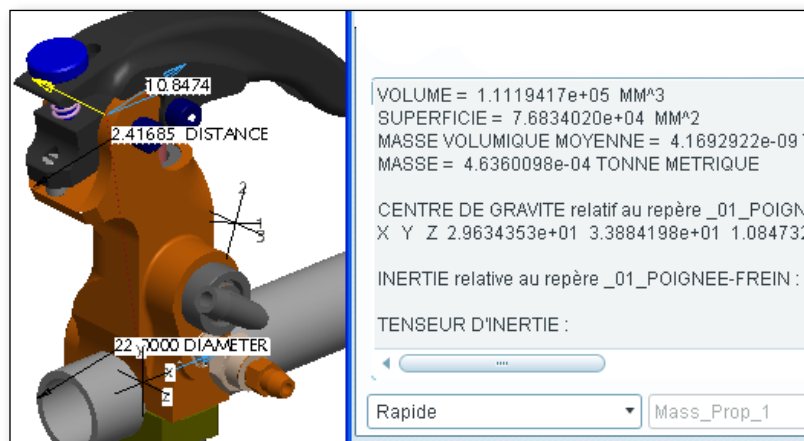 10.8474
2.41685 DISTANCE
2
1
3
22.0000 DIAMETER
Y
X
Z
VOLUME = 1.1119417e+05 MM^3
SUPERFICIE = 7.6834020e+04 MM^2
MASSE VOLUMIQUE MOYENNE = 4.1692922e-09
MASSE = 4.6360098e-04 TONNE METRIQUE
CENTRE DE GRAVITE relatif au repère _01_POIGN
X Y Z 2.9634353e+01 3.3884198e+01 1.084732
INERTIE relative au repère _01_POIGNEE-FREIN :
TENSEUR D'INERTIE :
Rapide
Mass_Prop_1